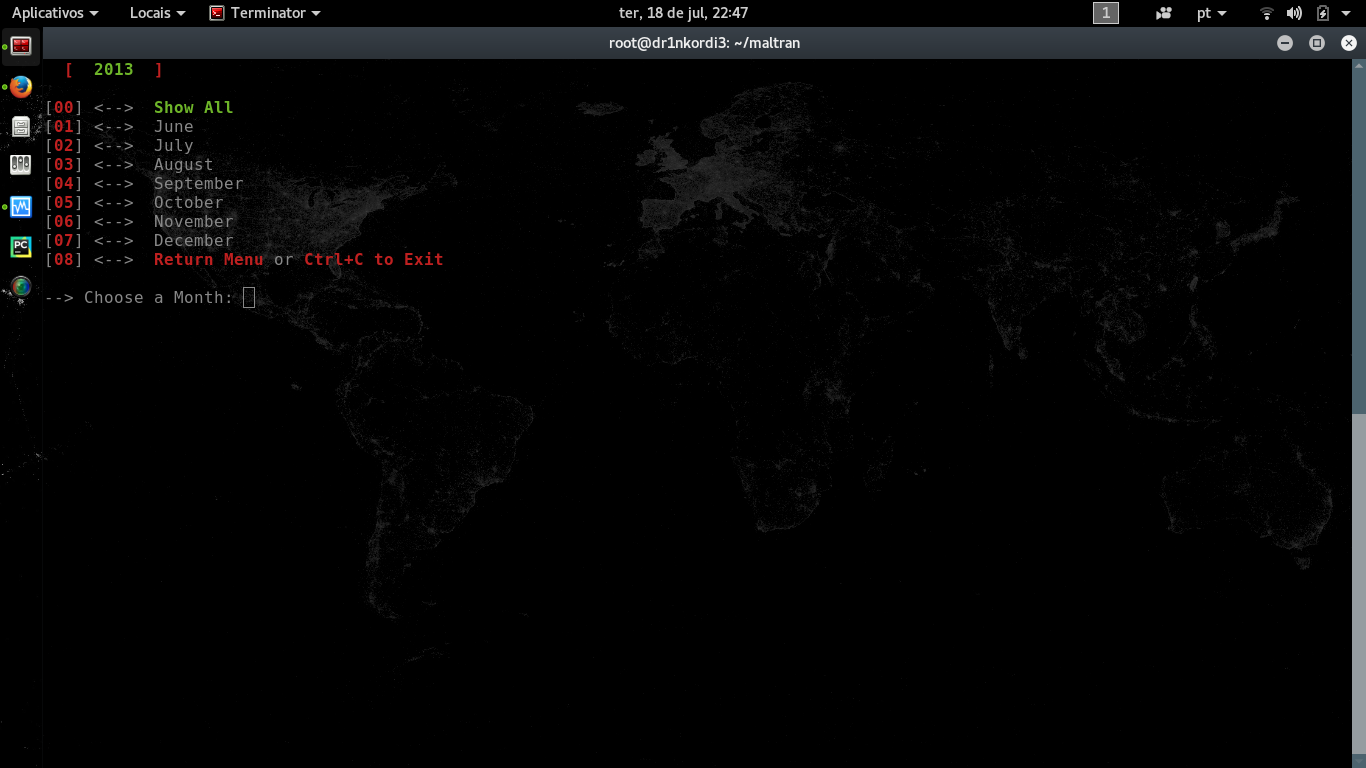 Aplicativos Locais Terminator ter, 18 de jul, 22:47 1 pt
root@dr1nkordi3: ~/maltran
[ 2013 ]
[00] <--> Show All
[01] <--> June
[02] <--> July
[03] <--> August
[04] <--> September
[05] <--> October
[06] <--> November
[07] <--> December
[08] <--> Return Menu or Ctrl+C to Exit
--> Choose a Month:
PC